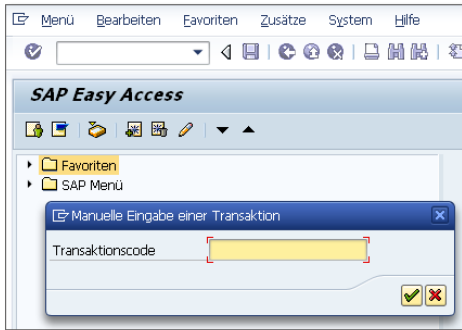 Menü Bearbeiten Favoriten Zusätze System Hilfe
SAP Easy Access
Favoriten
SAP Menü
Manuelle Eingabe einer Transaktion
Transaktionscode